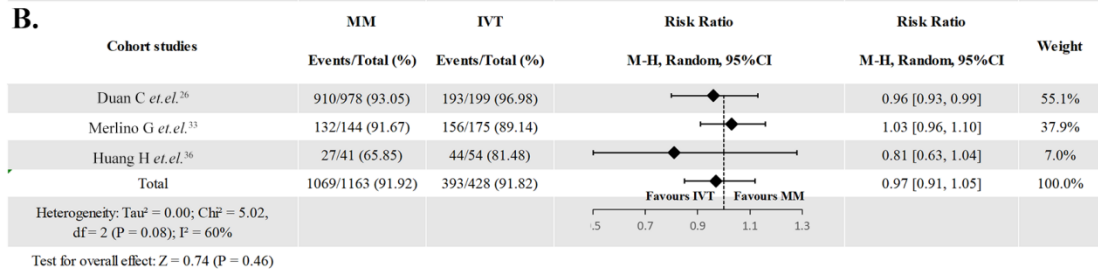 B.
MM IVT Risk Ratio Risk Ratio
Cohort studies Weight
Events/Total (%) Events/Total (%) M-H, Random, 95%CI M-H, Random, 95%CI
Duan C et.el.26 910/978 (93.05) 193/199 (96.98) 0.96 [0.93, 0.99] 55.1%
Merlino G et.el.33 132/144 (91.67) 156/175 (89.14) 1.03 [0.96, 1.10] 37.9%
Huang H et.el.36 27/41 (65.85) 44/54 (81.48) 0.81 [0.63, 1.04] 7.0%
Total 1069/1163 (91.92) 393/428 (91.82) 0.97 [0.91, 1.05] 100.0%
Favours IVT Favours MM
Heterogeneity: Tau² = 0.00; Chi² = 5.02,
df = 2 (P = 0.08); I² = 60%
.5 0.7 0.9 1.1 1.3
Test for overall effect: Z = 0.74 (P = 0.46)